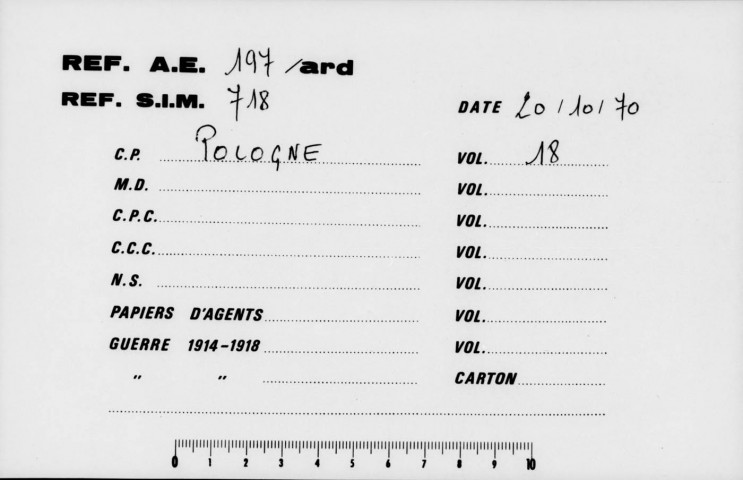 REF. A.E. 197 /ard
REF. S.I.M. 718
DATE 20/10/70
C.P. POLOGNE VOL. 18
M.D. VOL.
C.P.C. VOL.
C.C.C. VOL.
N.S. VOL.
PAPIERS D'AGENTS VOL.
GUERRE 1914-1918 VOL.
" " CARTON
0 1 2 3 4 5 6 7 8 9 10